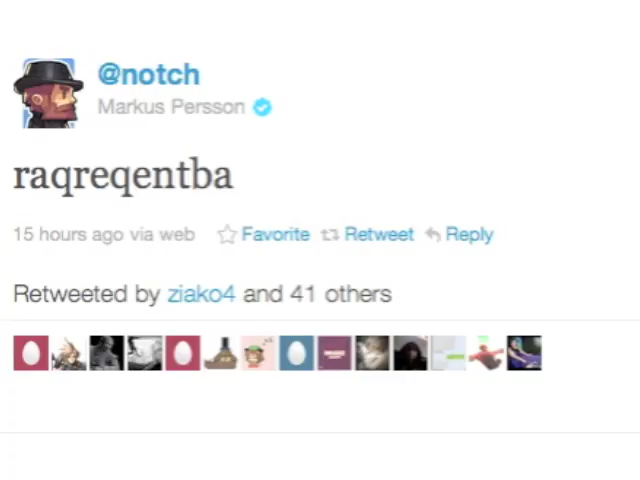 @notch
Markus Persson
raqreqentba
15 hours ago via web Favorite Retweet Reply
Retweeted by ziako4 and 41 others